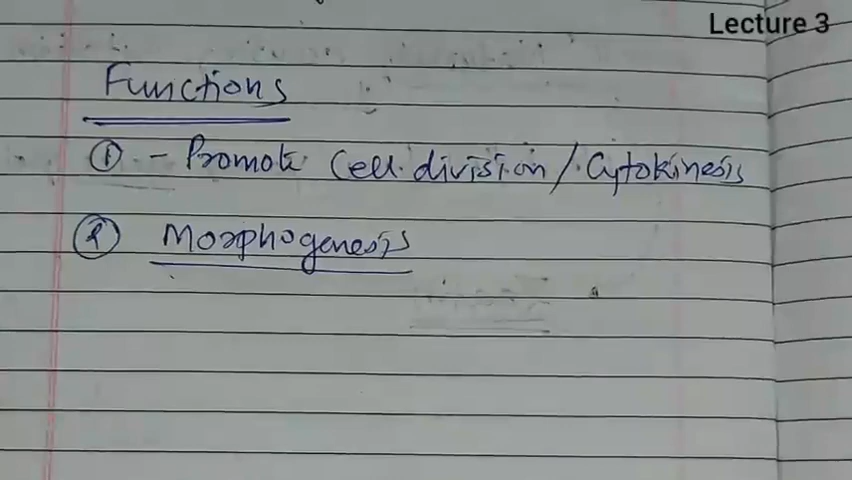 Lecture 3
Functions
① - Promote Cell division / Cytokinesis
② Morphogenesis